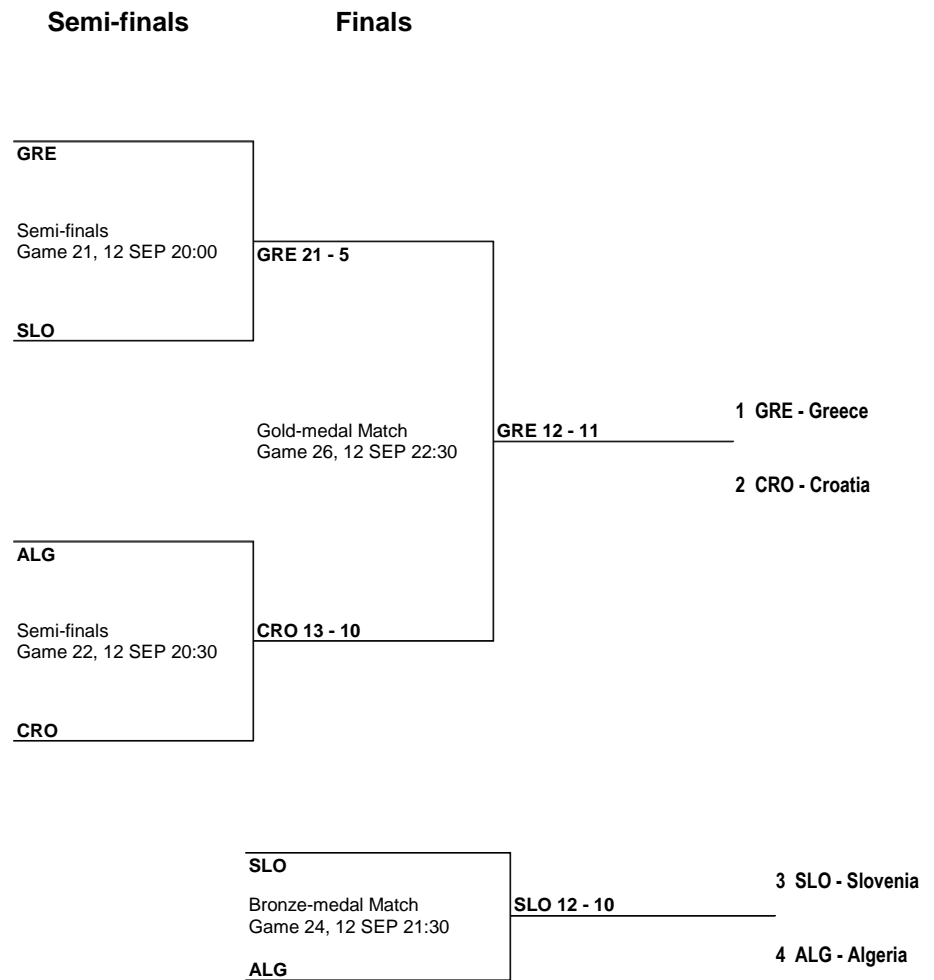 Semi-finals Finals
GRE
Semi-finals
Game 21, 12 SEP 20:00
GRE 21 - 5
SLO
1 GRE - Greece
Gold-medal Match
Game 26, 12 SEP 22:30
GRE 12 - 11
2 CRO - Croatia
ALG
Semi-finals
Game 22, 12 SEP 20:30
CRO 13 - 10
CRO
SLO
3 SLO - Slovenia
Bronze-medal Match
Game 24, 12 SEP 21:30
SLO 12 - 10
4 ALG - Algeria
ALG